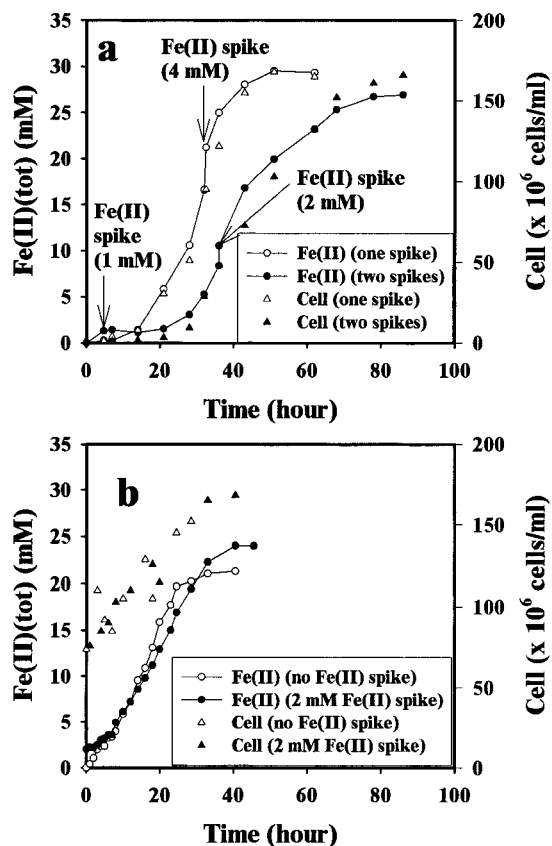 a
Fe(II) spike
(4 mM)
Fe(II)
spike
(1 mM)
Fe(II) spike
(2 mM)
Fe(II) (one spike)
Fe(II) (two spikes)
Cell (one spike)
Cell (two spikes)
35
30
25
20
15
10
5
0
Fe(II)(tot) (mM)
200
150
100
50
0
Cell (x 10⁶ cells/ml)
0 20 40 60 80 100
Time (hour)
b
Fe(II) (no Fe(II) spike)
Fe(II) (2 mM Fe(II) spike)
Cell (no Fe(II) spike)
Cell (2 mM Fe(II) spike)
35
30
25
20
15
10
5
0
Fe(II)(tot) (mM)
200
150
100
50
0
Cell (x 10⁶ cells/ml)
0 20 40 60 80 100
Time (hour)